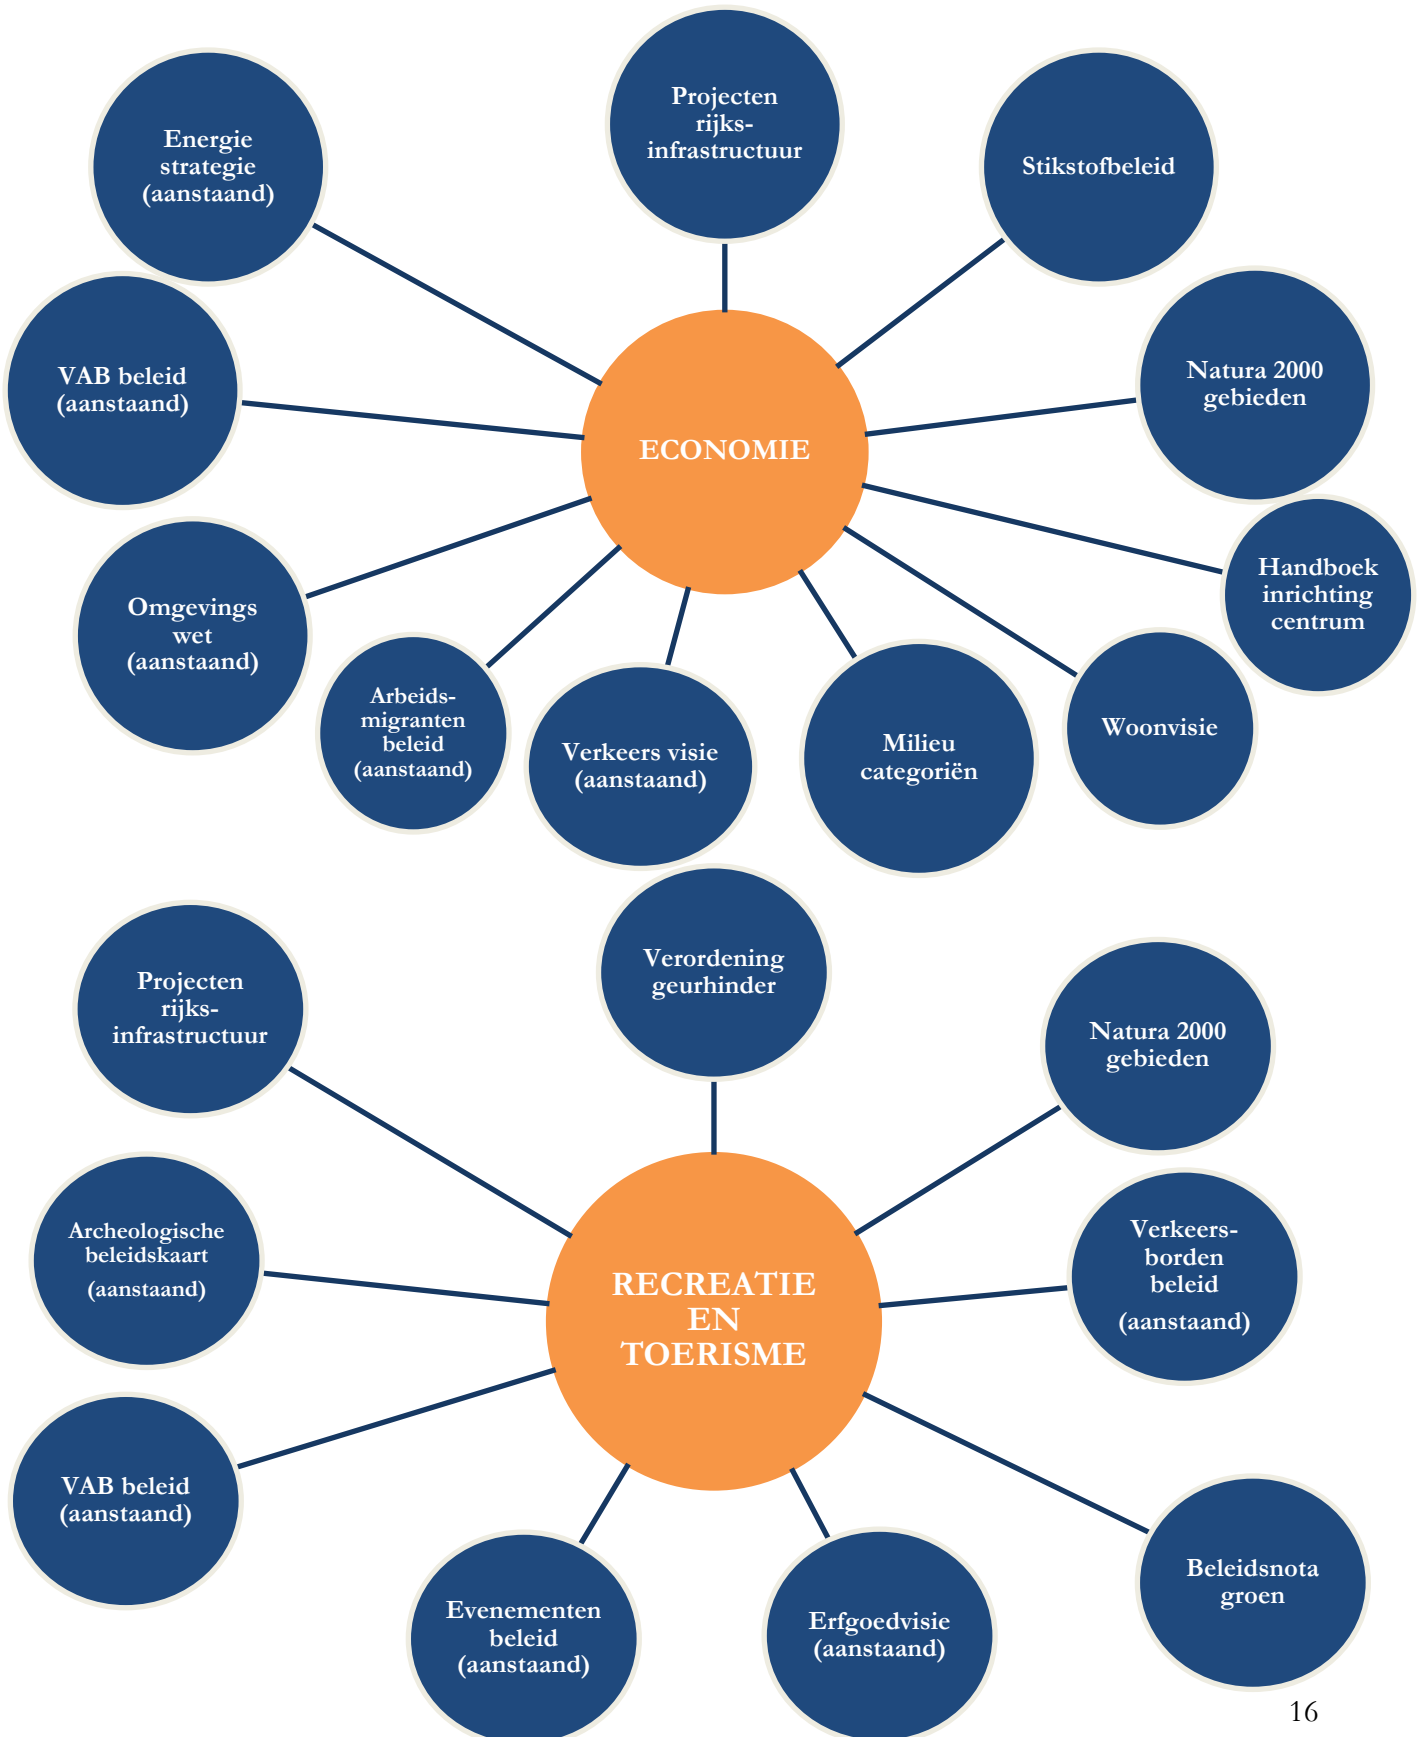 Projecten
rijks-
infrastructuur
Energie
strategie
(aanstaand)
Stikstofbeleid
VAB beleid
(aanstaand)
Natura 2000
gebieden
ECONOMIE
Handboek
inrichting
centrum
Omgevings
wet
(aanstaand)
Arbeids-
migranten
beleid
(aanstaand)
Verkeers visie
(aanstaand)
Milieu
categoriën
Woonvisie
Verordening
geurhinder
Projecten
rijks-
infrastructuur
Natura 2000
gebieden
Archeologische
beleidskaart
(aanstaand)
Verkeers-
borden
beleid
(aanstaand)
RECREATIE
EN
TOERISME
VAB beleid
(aanstaand)
Evenementen
beleid
(aanstaand)
Erfgoedvisie
(aanstaand)
Beleidsnota
groen
16